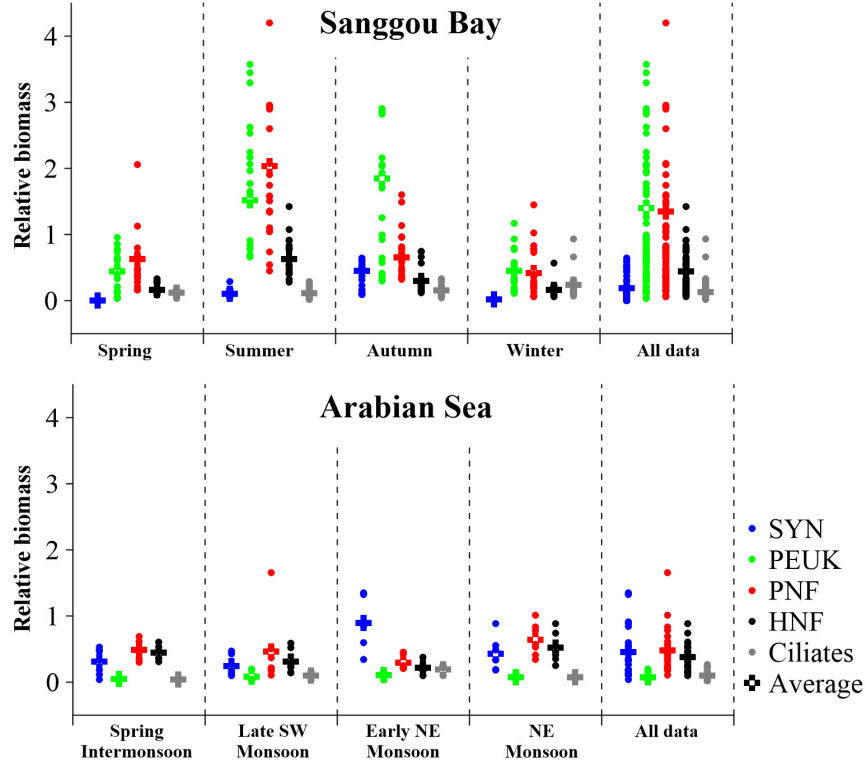 Sanggou Bay
Relative biomass
4
3
2
1
0
Spring
Summer
Autumn
Winter
All data
Arabian Sea
Relative biomass
4
3
2
1
0
Spring
Intermonsoon
Late SW
Monsoon
Early NE
Monsoon
NE
Monsoon
All data
SYN
PEUK
PNF
HNF
Ciliates
Average